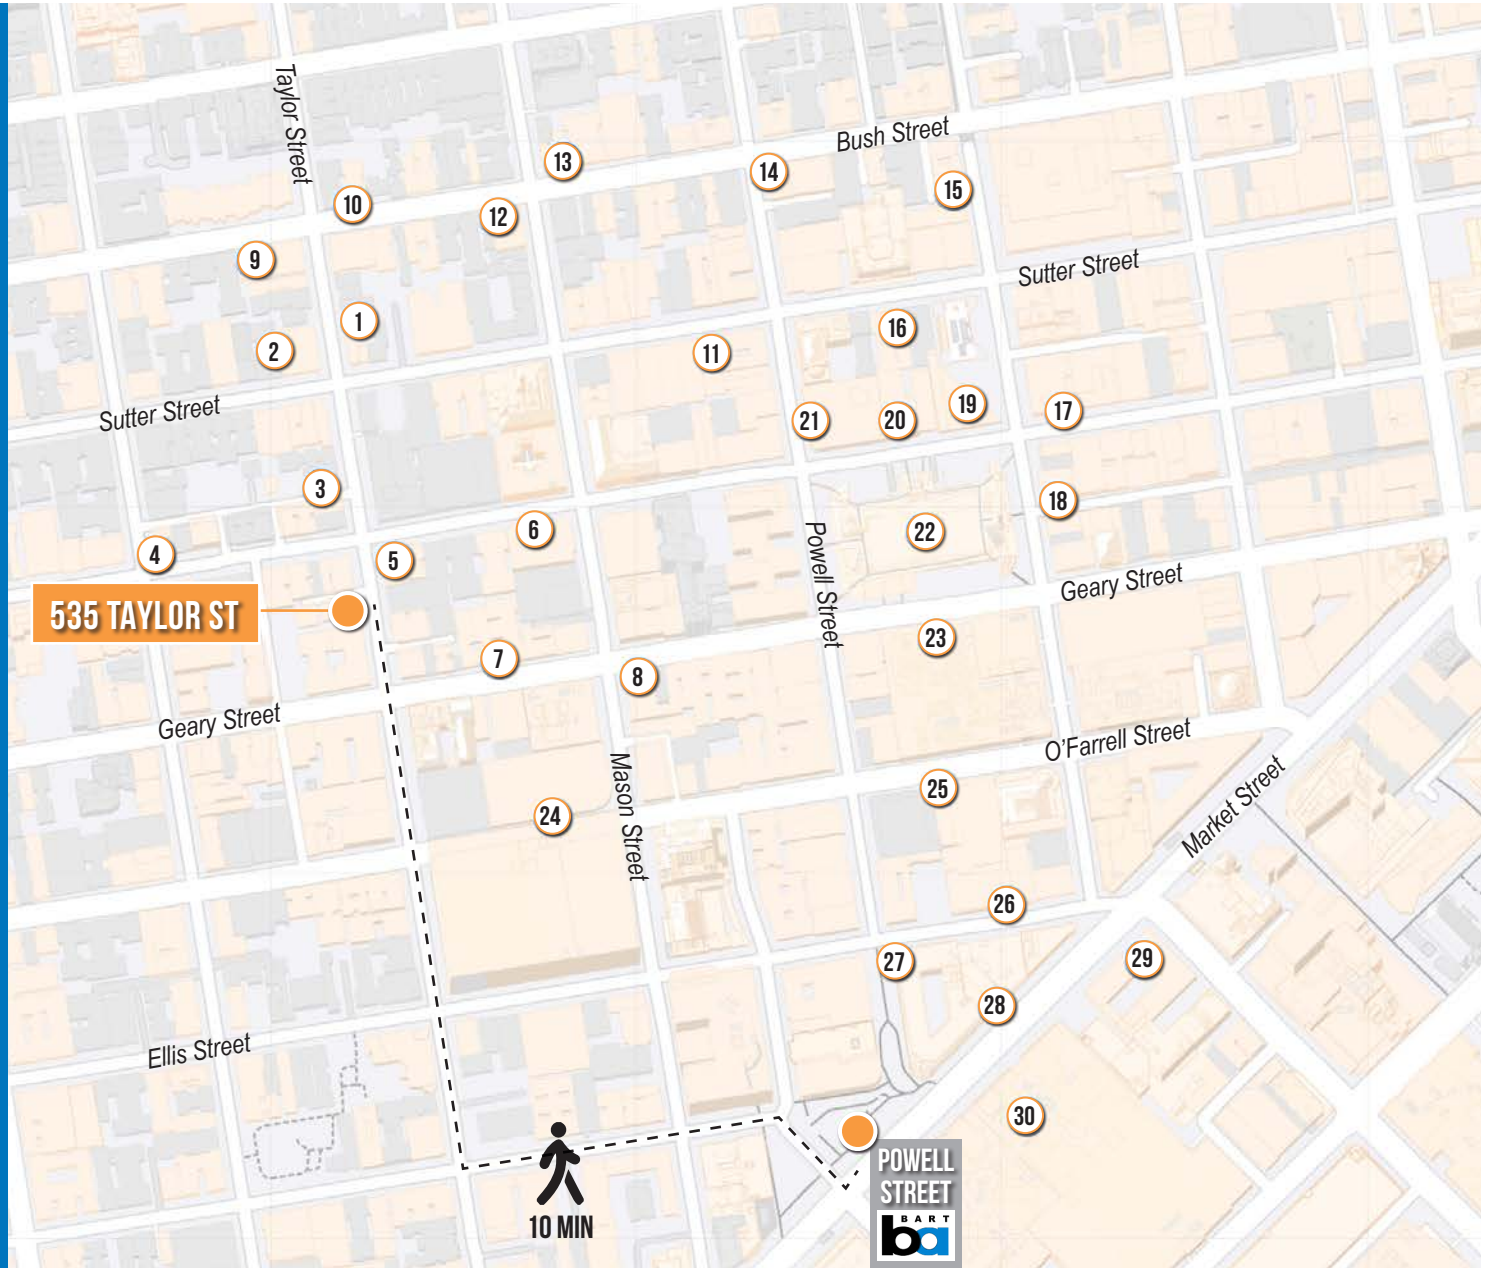 Taylor Street
Bush Street
13
14
15
10
12
9
Sutter Street
1
2
16
11
Sutter Street
21
20
19
17
3
18
4
5
6
22
Powell Street
535 TAYLOR ST
Geary Street
7
8
23
Geary Street
O'Farrell Street
Mason Street
24
25
Market Street
26
27
29
28
Ellis Street
30
10 MIN
POWELL
STREET
BART
ba